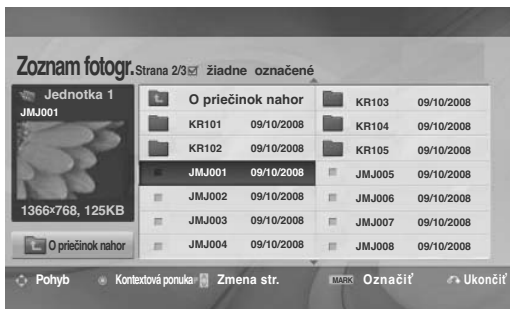 Zoznam fotogr. Strana 2/3 žiadne označené
Jednotka 1
JMJ001
1366x768, 125KB
O priečinok nahor
O priečinok nahor
KR101 09/10/2008
KR102 09/10/2008
JMJ001 09/10/2008
JMJ002 09/10/2008
JMJ003 09/10/2008
JMJ004 09/10/2008
KR103 09/10/2008
KR104 09/10/2008
KR105 09/10/2008
JMJ005 09/10/2008
JMJ006 09/10/2008
JMJ007 09/10/2008
JMJ008 09/10/2008
Pohyb Kontextová ponuka Zmena str. MARK Označiť Ukončiť